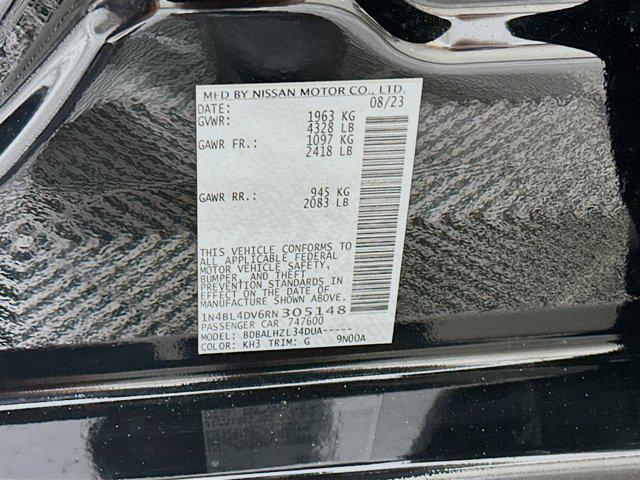 MFD BY NISSAN MOTOR CO., LTD.
DATE: 08/23
GVWR: 1963 KG
4328 LB
GAWR FR.: 1097 KG
2418 LB
GAWR RR.: 945 KG
2083 LB
THIS VEHICLE CONFORMS TO
ALL APPLICABLE FEDERAL
MOTOR VEHICLE SAFETY,
BUMPER, AND THEFT
PREVENTION STANDARDS IN
EFFECT ON THE DATE OF
MANUFACTURE SHOWN ABOVE.
1N4BL4DV6RN305148
PASSENGER CAR 747600
MODEL: BDBALHZL34DUA-----
COLOR: KH3 TRIM: G 9N00A